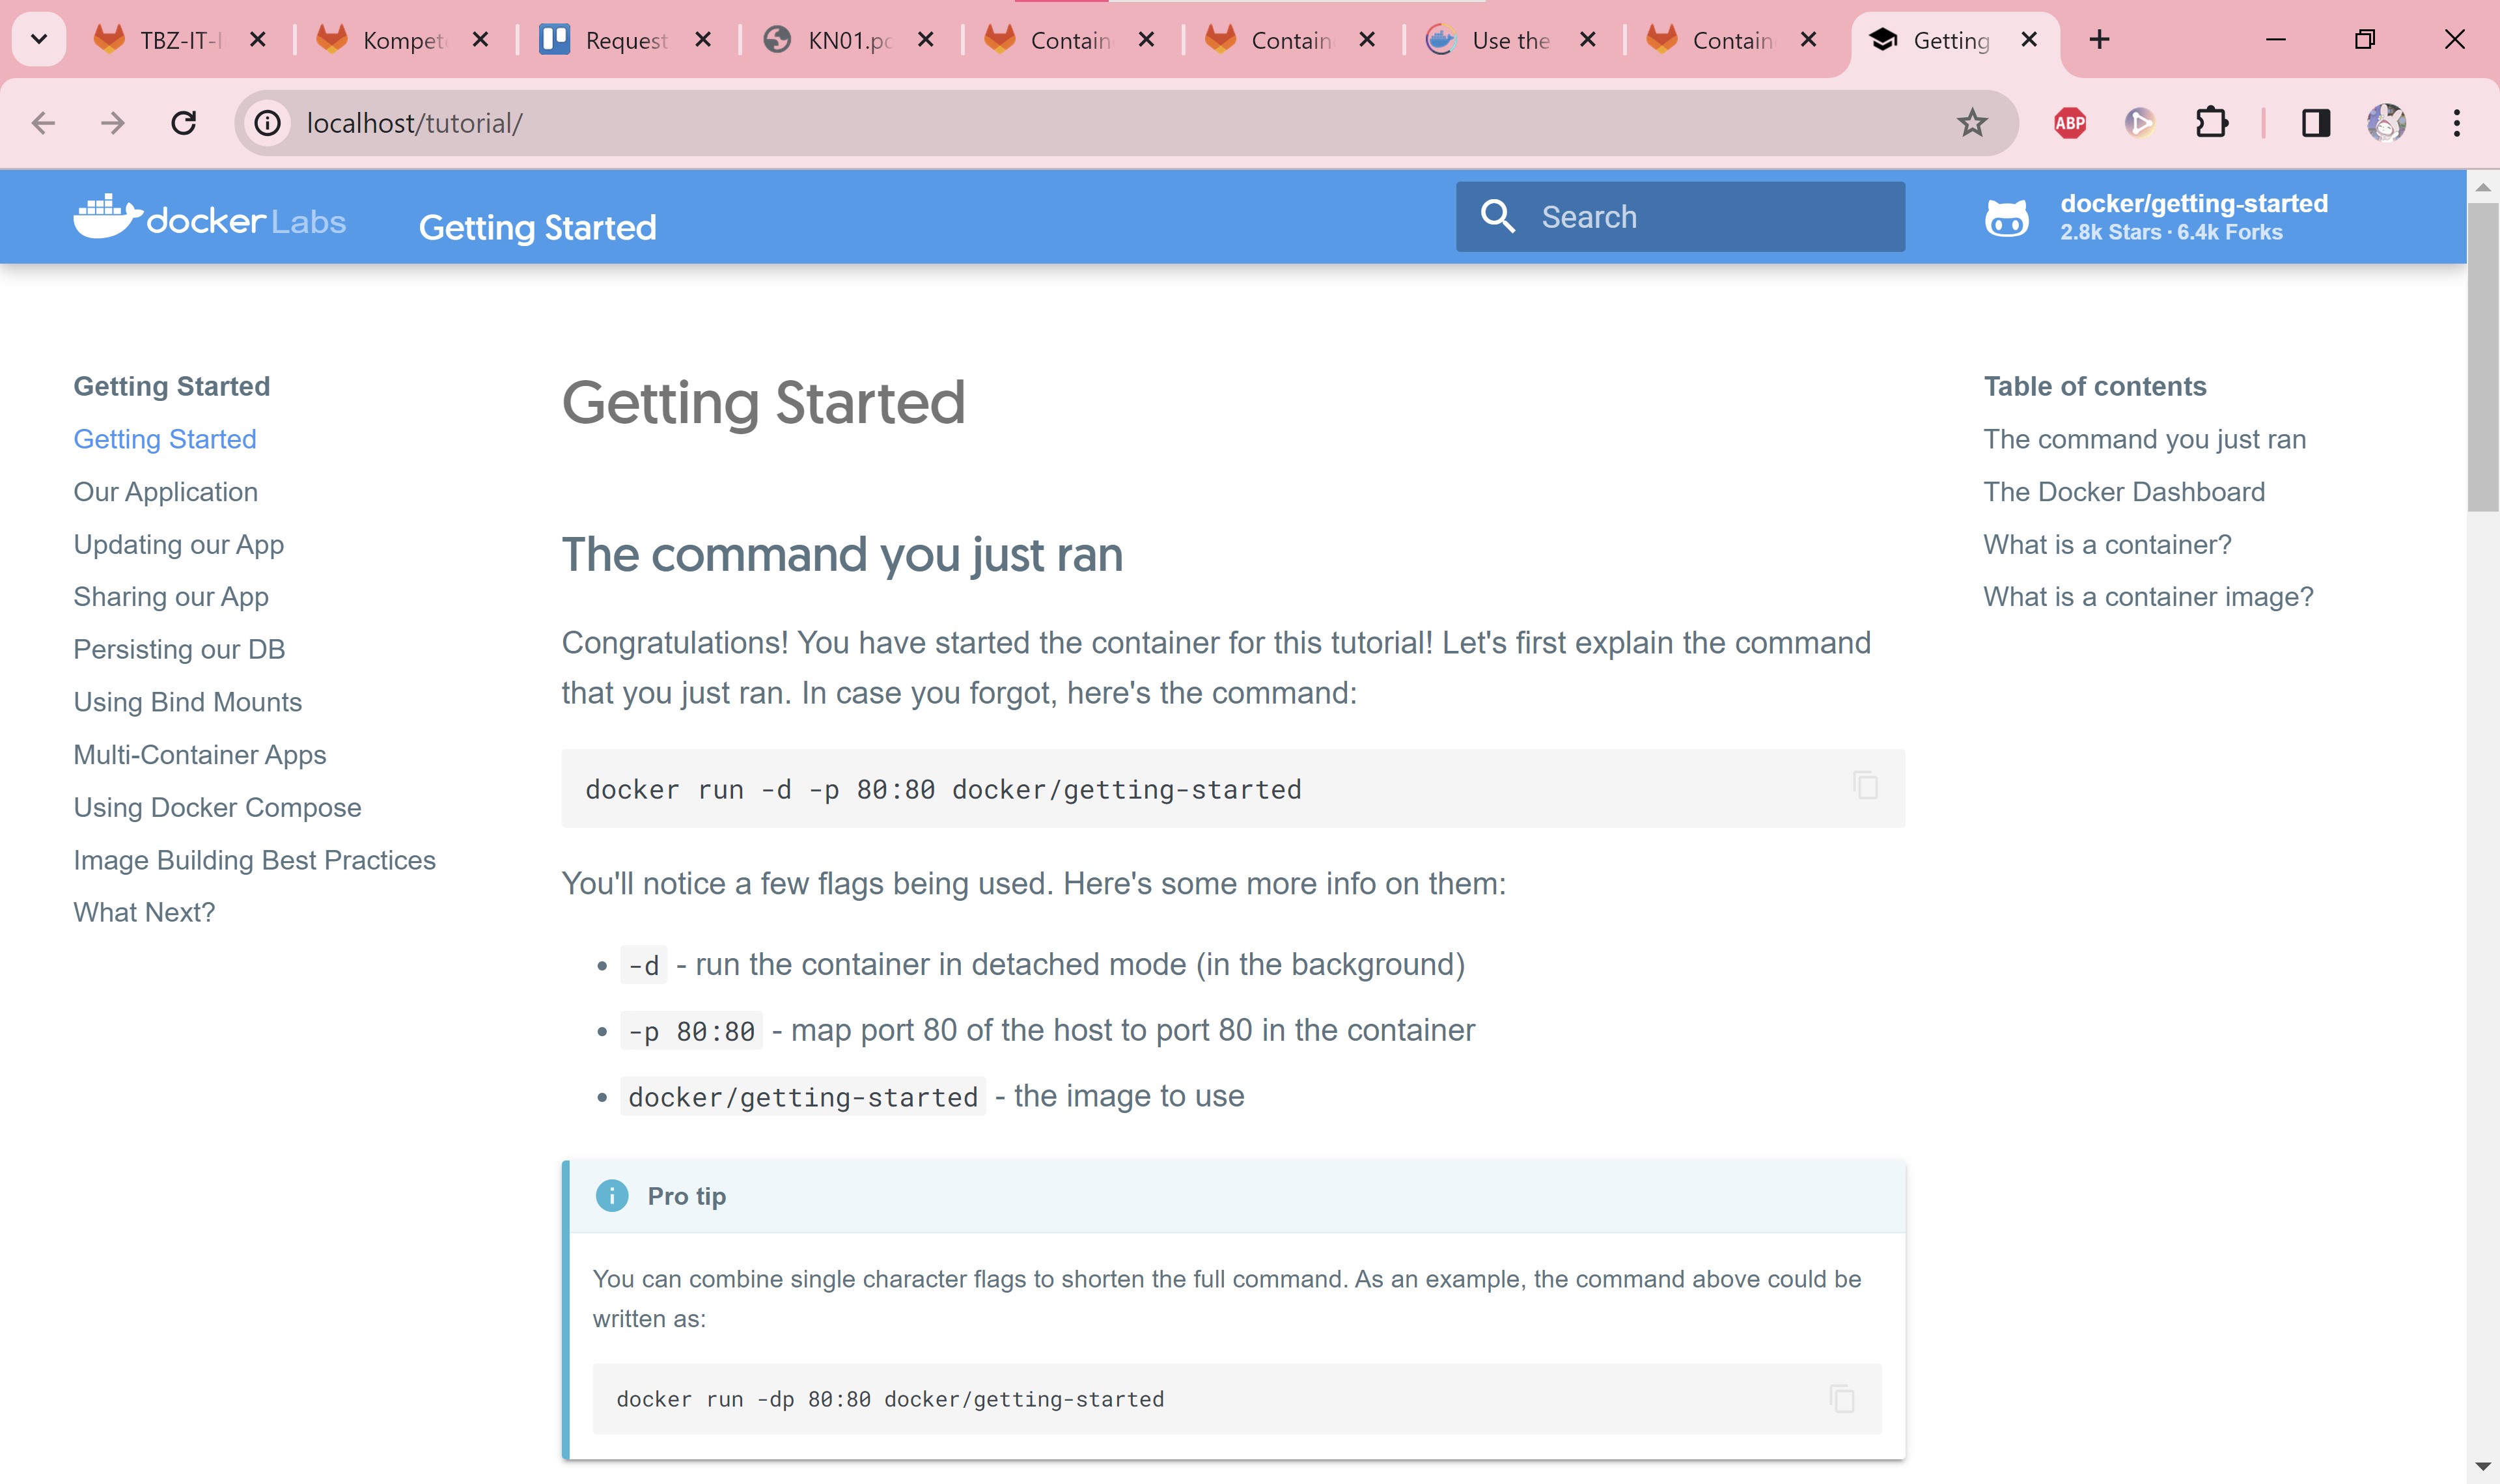 TBZ-IT-
Kompet
Request
KN01.pc
Contain
Contain
Use the
Contain
Getting
localhost/tutorial/
ABP
docker Labs
Getting Started
Search
docker/getting-started
2.8k Stars · 6.4k Forks
Getting Started
Getting Started
Our Application
Updating our App
Sharing our App
Persisting our DB
Using Bind Mounts
Multi-Container Apps
Using Docker Compose
Image Building Best Practices
What Next?
Getting Started
The command you just ran
Congratulations! You have started the container for this tutorial! Let's first explain the command
that you just ran. In case you forgot, here's the command:
docker run -d -p 80:80 docker/getting-started
You'll notice a few flags being used. Here's some more info on them:
-d - run the container in detached mode (in the background)
-p 80:80 - map port 80 of the host to port 80 in the container
docker/getting-started - the image to use
Pro tip
You can combine single character flags to shorten the full command. As an example, the command above could be
written as:
docker run -dp 80:80 docker/getting-started
Table of contents
The command you just ran
The Docker Dashboard
What is a container?
What is a container image?